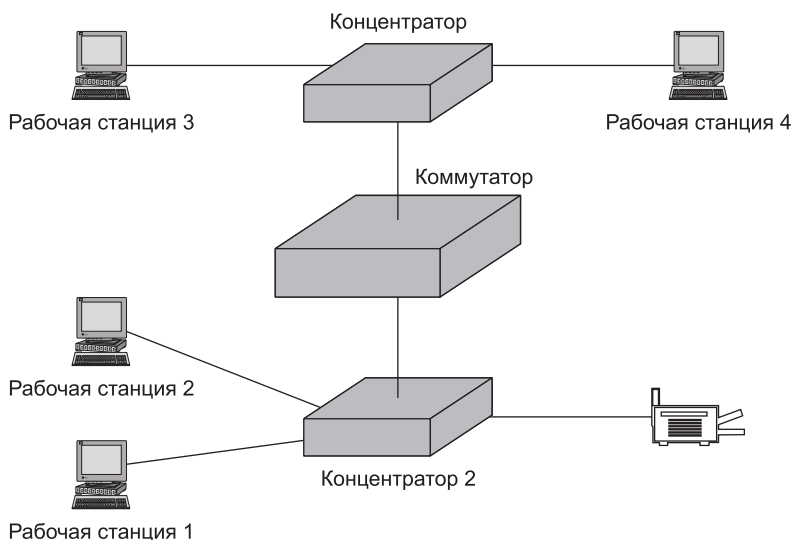 Концентратор
Рабочая станция 3
Рабочая станция 4
Коммутатор
Рабочая станция 2
Концентратор 2
Рабочая станция 1